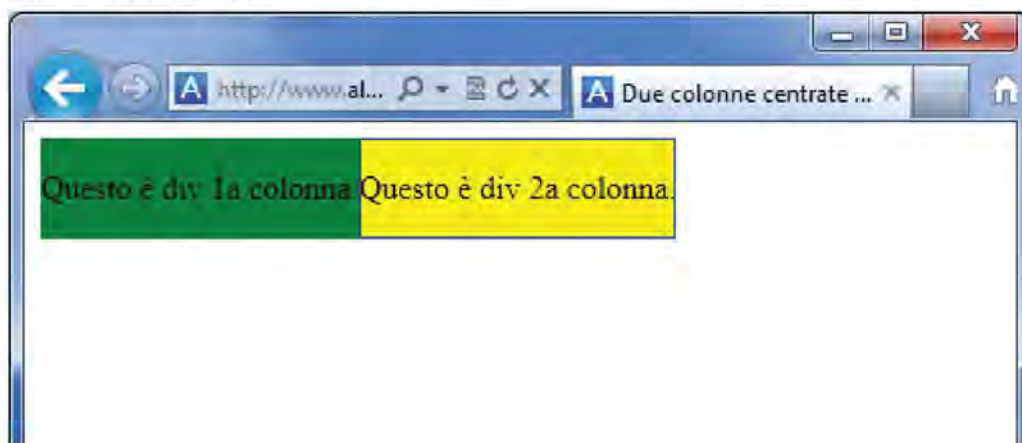 http://www.al...
Due colonne centrate ...
Questo è div 1a colonna.
Questo è div 2a colonna.